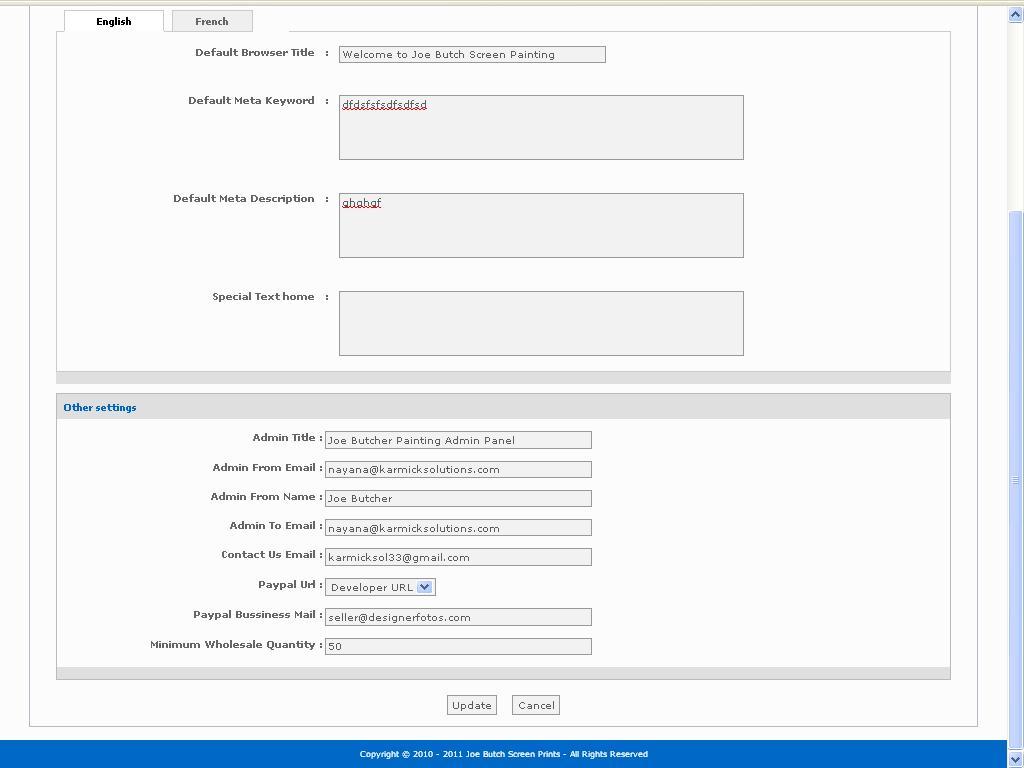 English French
Default Browser Title : Welcome to Joe Butch Screen Painting
Default Meta Keyword : dfdsfsfsdfsdfsd
Default Meta Description : ghghgf
Special Text home :
Other settings
Admin Title : Joe Butcher Painting Admin Panel
Admin From Email : nayana@karmicksolutions.com
Admin From Name : Joe Butcher
Admin To Email : nayana@karmicksolutions.com
Contact Us Email : karmicksol33@gmail.com
Paypal Url : Developer URL
Paypal Bussiness Mail : seller@designerfotos.com
Minimum Wholesale Quantity : 50
Update Cancel
Copyright © 2010 - 2011 Joe Butch Screen Prints - All Rights Reserved